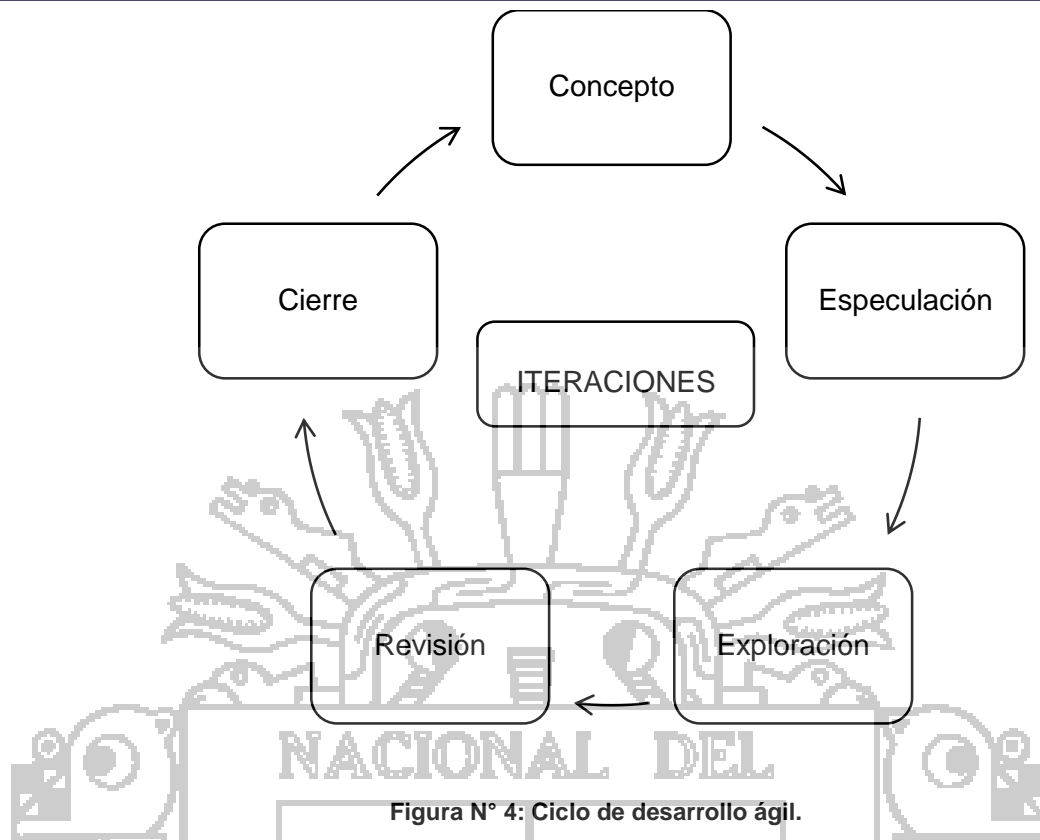 Concepto
Cierre
Especulación
ITERACIONES
Revisión
Exploración
NACIONAL DEL
Figura N° 4: Ciclo de desarrollo ágil.